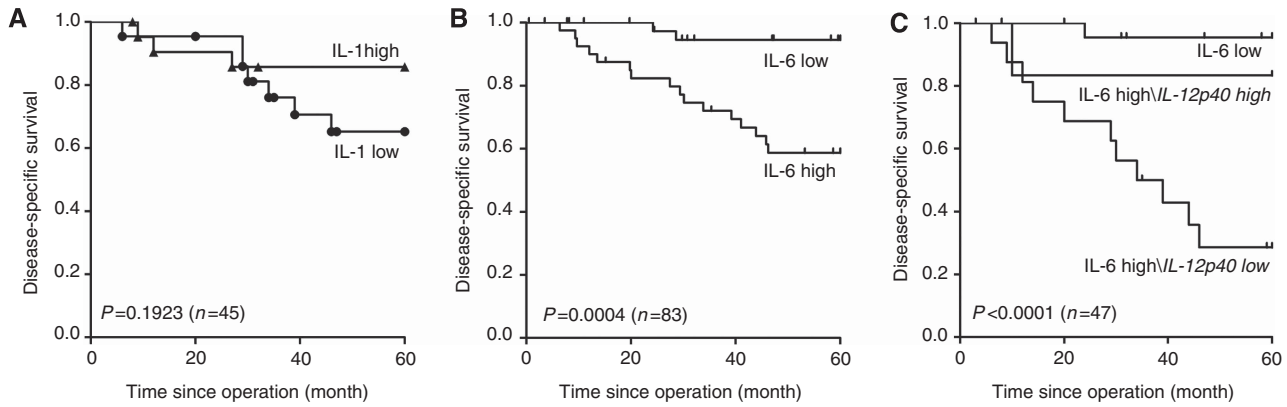 A
1.0
0.8
0.6
0.4
0.2
0.0
Disease-specific survival
IL-1high
IL-1 low
P=0.1923 (n=45)
0 20 40 60
Time since operation (month)
B
1.0
0.8
0.6
0.4
0.2
0.0
Disease-specific survival
IL-6 low
IL-6 high
P=0.0004 (n=83)
0 20 40 60
Time since operation (month)
C
1.0
0.8
0.6
0.4
0.2
0.0
Disease-specific survival
IL-6 low
IL-6 high\IL-12p40 high
IL-6 high\IL-12p40 low
P<0.0001 (n=47)
0 20 40 60
Time since operation (month)